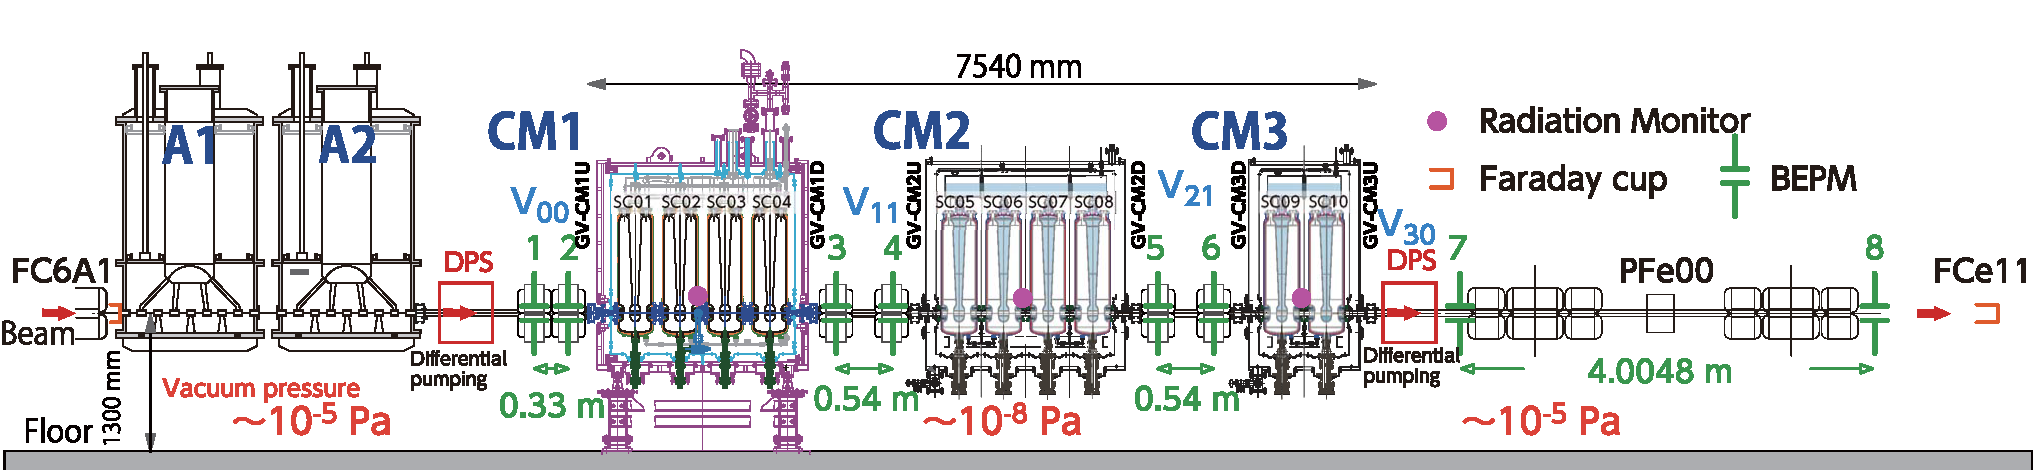 7540 mm
A1
A2
CM1
CM2
CM3
Radiation Monitor
Faraday cup
BEPM
V00
GV-CM1U
SC01
SC02
SC03
SC04
GV-CM1D
V11
GV-CM2U
SC05
SC06
SC07
SC08
GV-CM2D
V21
GV-CM3D
SC09
SC10
GV-CM3U
V30
FC6A1
Beam
DPS
1
2
3
4
5
6
DPS
7
PFe00
8
FCe11
Differential
pumping
0.33 m
0.54 m
0.54 m
Differential
pumping
4.0048 m
1300 mm
Vacuum pressure
~10-5 Pa
~10-8 Pa
~10-5 Pa
Floor